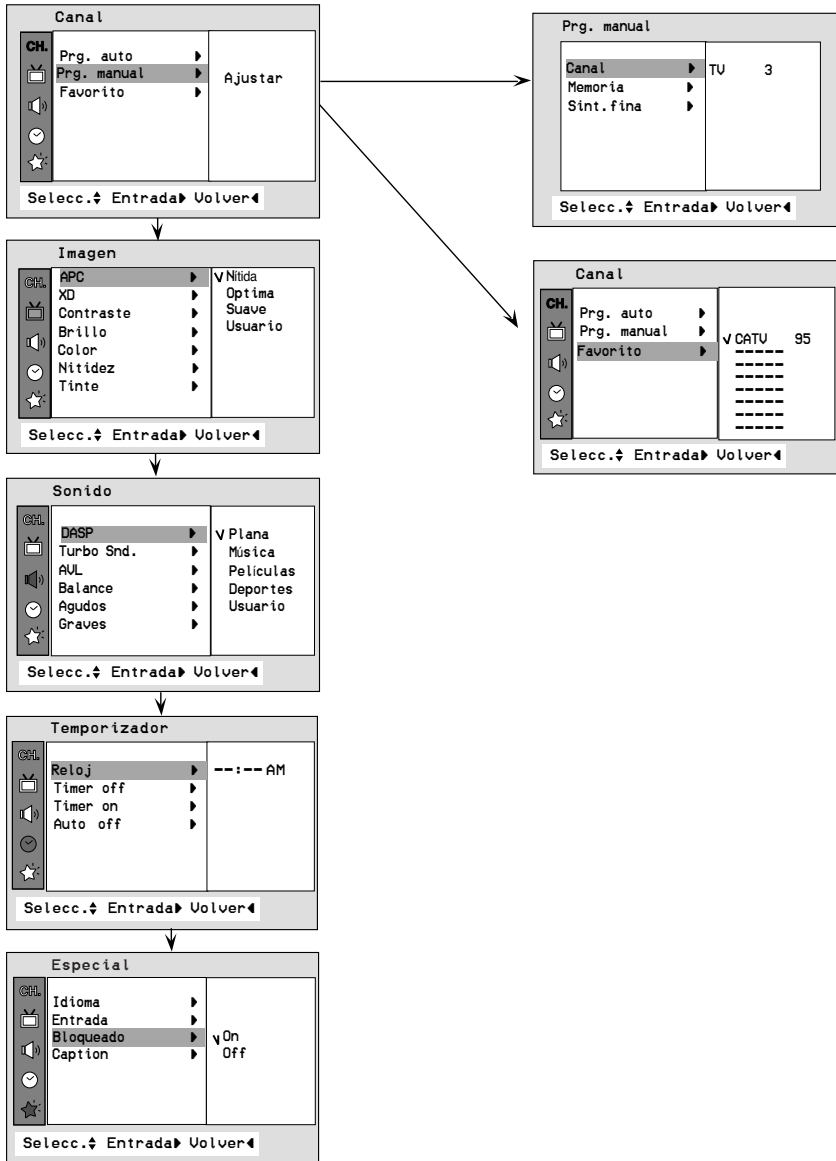 Canal
CH.
Prg. auto
Prg. manual
Favorito
Ajustar
Selecc. Entrada Volver
Prg. manual
Canal
Memoria
Sint.fina
TV 3
Selecc. Entrada Volver
Imagen
CH.
APC
XD
Contraste
Brillo
Color
Nitidez
Tinte
Nítida
Optima
Suave
Usuario
Selecc. Entrada Volver
Canal
CH.
Prg. auto
Prg. manual
Favorito
CATV 95
-----
-----
-----
-----
-----
-----
-----
Selecc. Entrada Volver
Sonido
CH.
DASP
Turbo Snd.
AVL
Balance
Agudos
Graves
Plana
Música
Películas
Deportes
Usuario
Selecc. Entrada Volver
Temporizador
CH.
Reloj
Timer off
Timer on
Auto off
--:-- AM
Selecc. Entrada Volver
Especial
CH.
Idioma
Entrada
Bloqueado
Caption
On
Off
Selecc. Entrada Volver